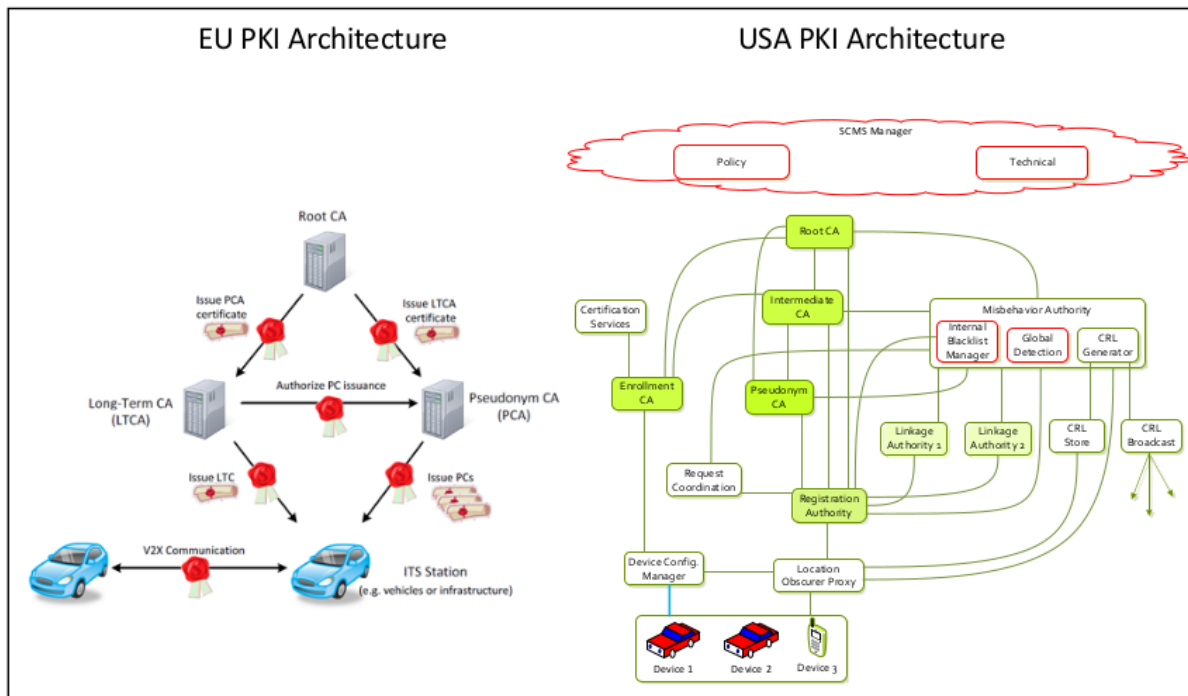 EU PKI Architecture
Root CA
Issue PCA
certificate
Issue LTCA
certificate
Authorize PC issuance
Long-Term CA
(LTCA)
Pseudonym CA
(PCA)
Issue LTC
Issue PCs
V2X Communication
ITS Station
(e.g. vehicles or infrastructure)
USA PKI Architecture
SCMS Manager
Policy
Technical
Root CA
Intermediate
CA
Certification
Services
Misbehavior Authority
Internal
Blacklist
Manager
Global
Detection
CRL
Generator
Enrollment
CA
Pseudonym
CA
Linkage
Authority 1
Linkage
Authority 2
CRL
Store
CRL
Broadcast
Request
Coordination
Registration
Authority
Device Config.
Manager
Location
Obscurer Proxy
Device 1
Device 2
Device 3